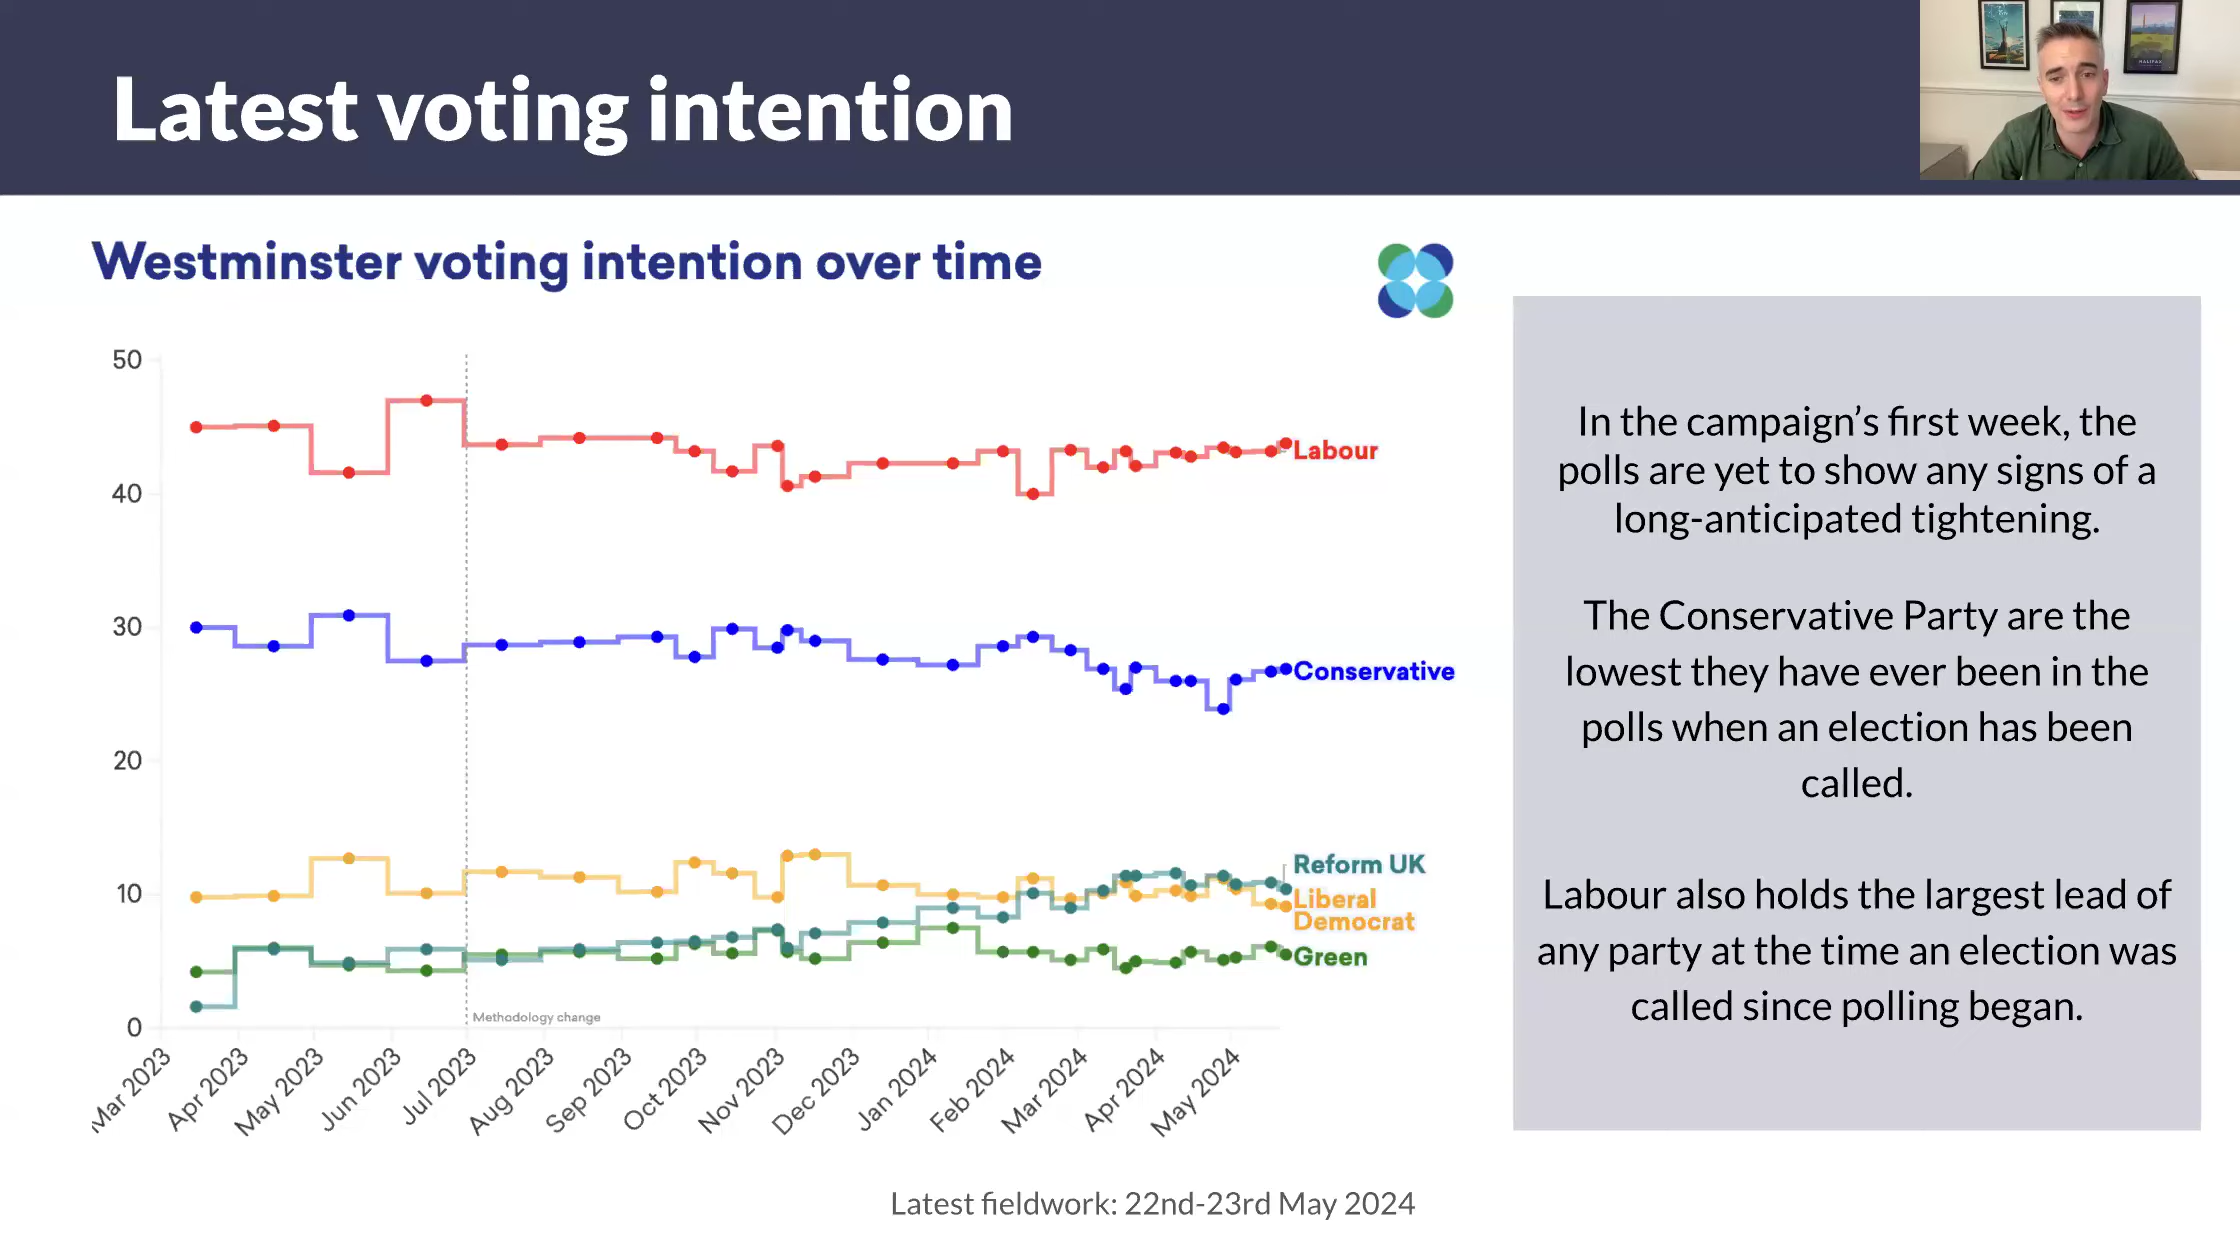 Latest voting intention
HALIFAX
Westminster voting intention over time
50
40
30
20
10
0
Labour
Conservative
Reform UK
Liberal
Democrat
Green
Methodology change
Mar 2023
Apr 2023
May 2023
Jun 2023
Jul 2023
Aug 2023
Sep 2023
Oct 2023
Nov 2023
Dec 2023
Jan 2024
Feb 2024
Mar 2024
Apr 2024
May 2024
In the campaign’s first week, the
polls are yet to show any signs of a
long-anticipated tightening.
The Conservative Party are the
lowest they have ever been in the
polls when an election has been
called.
Labour also holds the largest lead of
any party at the time an election was
called since polling began.
Latest fieldwork: 22nd-23rd May 2024